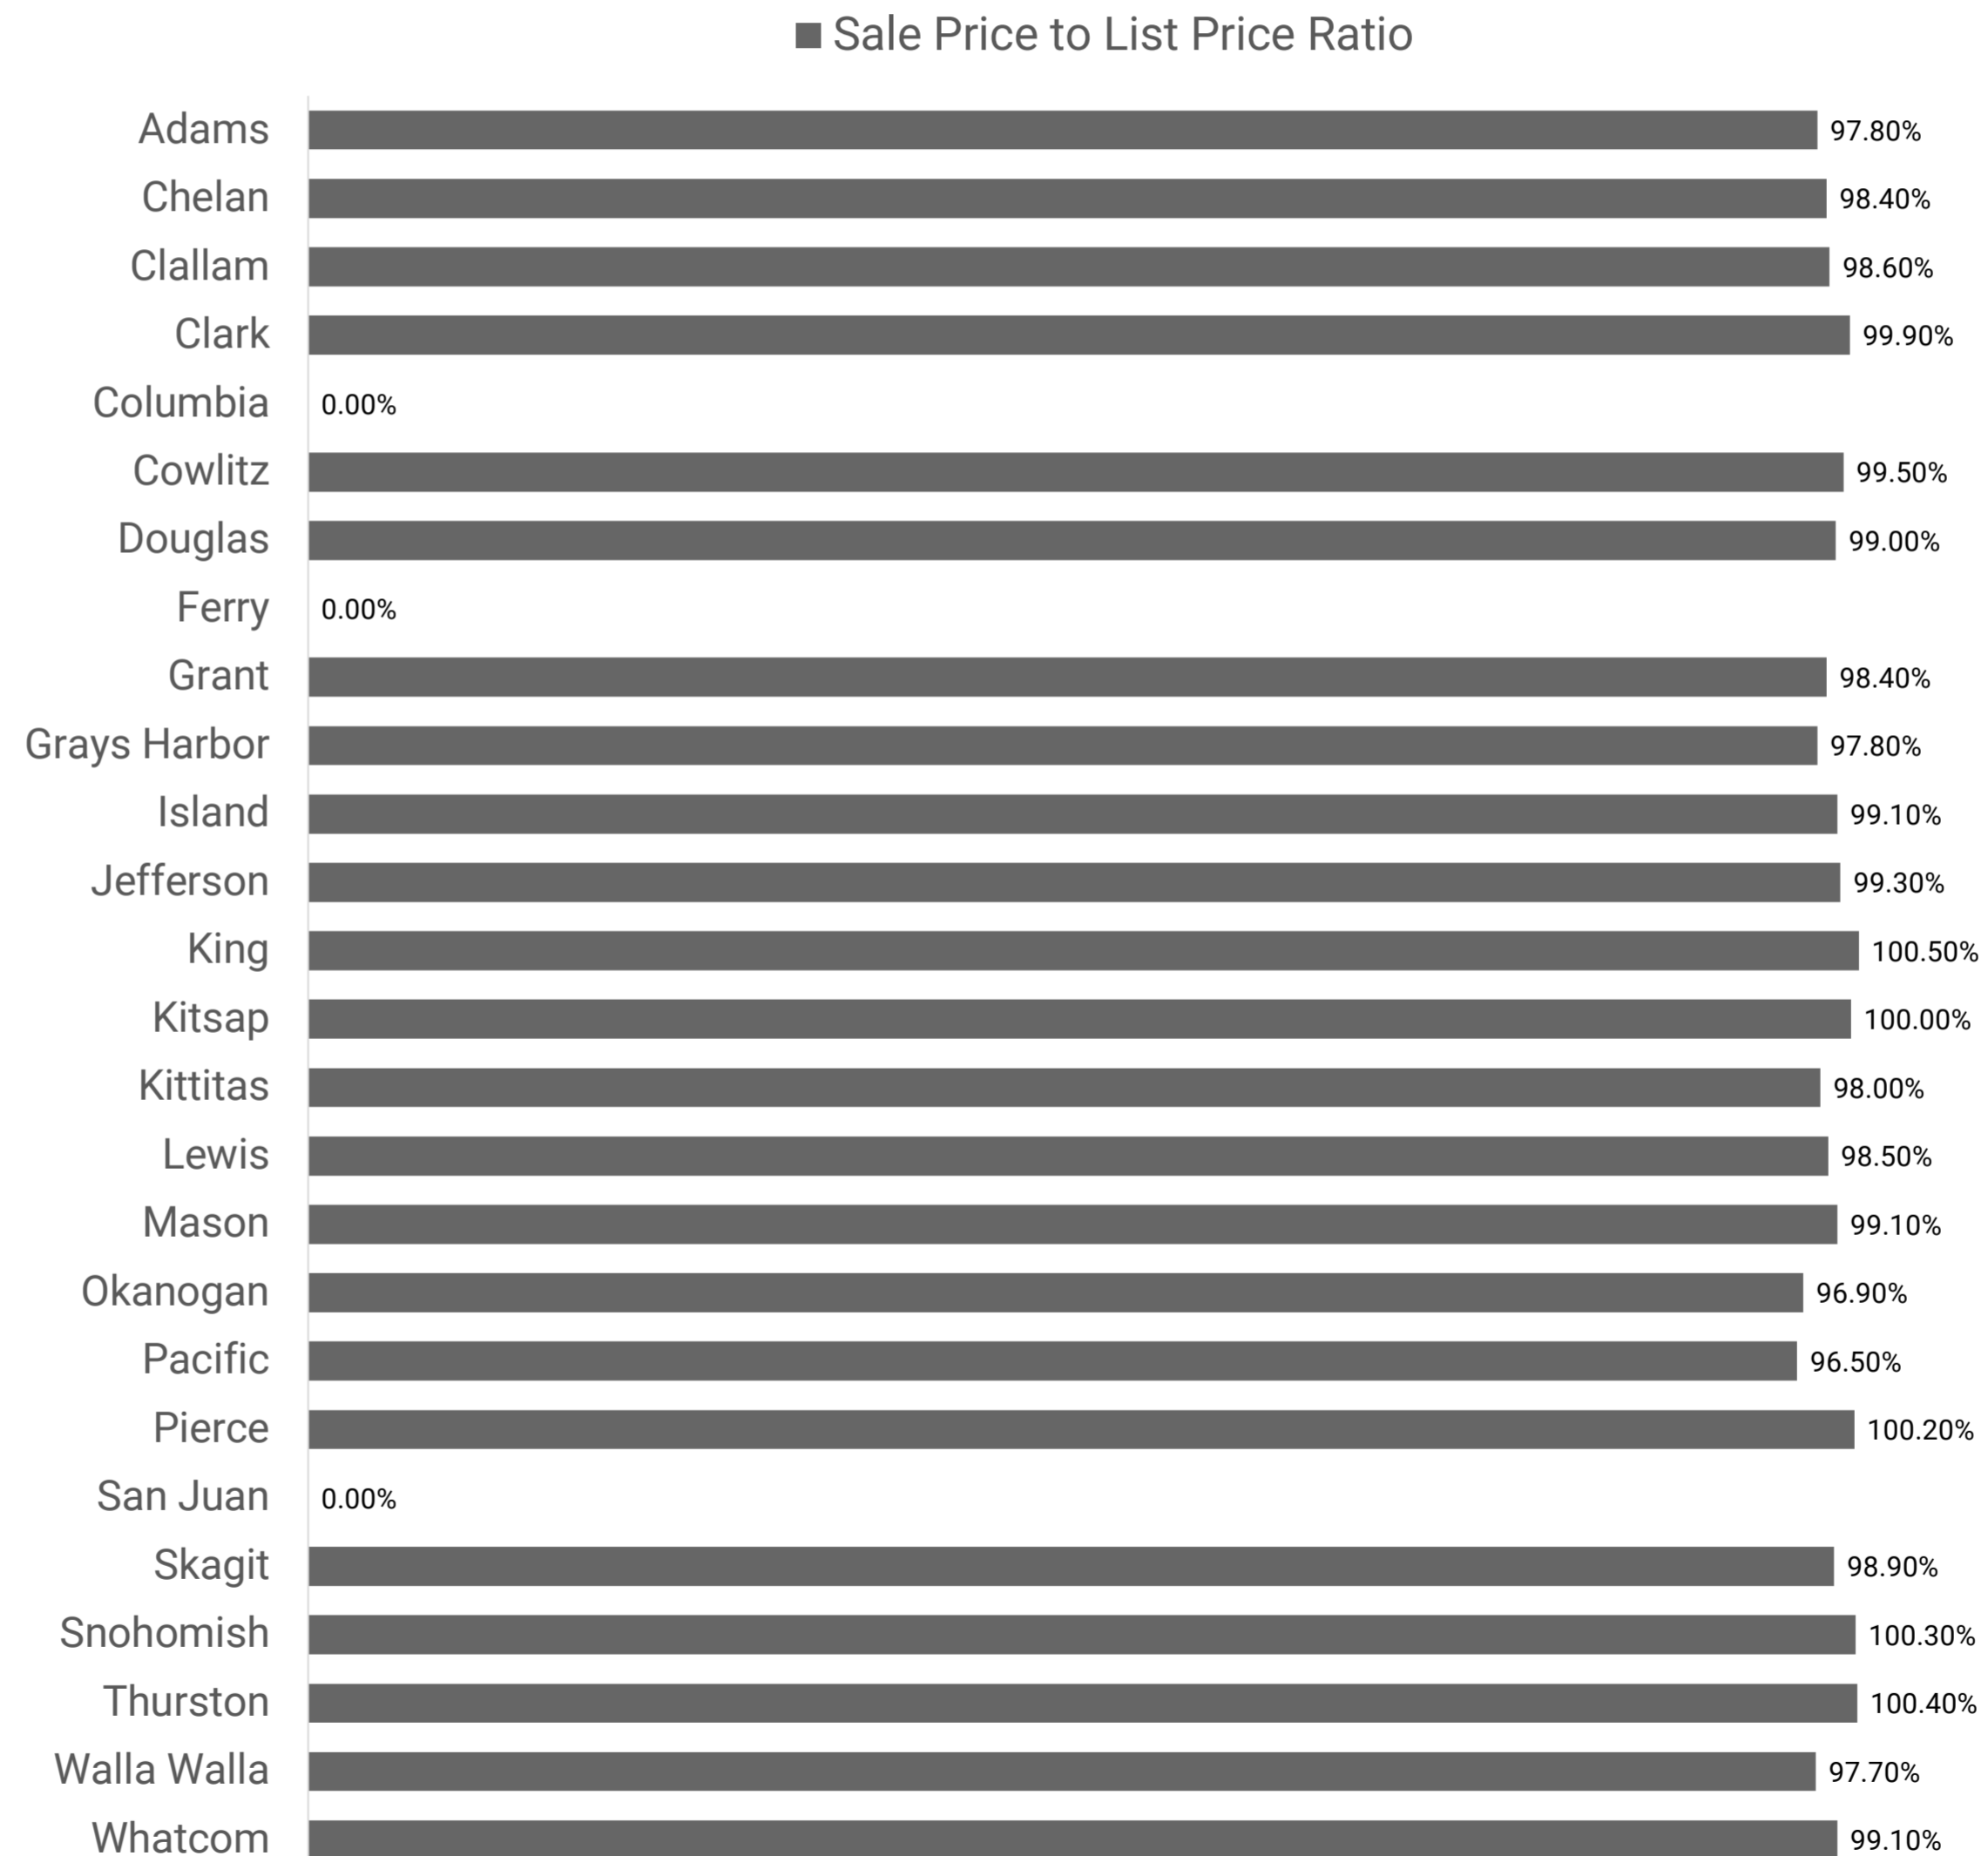 Sale Price to List Price Ratio
Adams 97.80%
Chelan 98.40%
Clallam 98.60%
Clark 99.90%
Columbia 0.00%
Cowlitz 99.50%
Douglas 99.00%
Ferry 0.00%
Grant 98.40%
Grays Harbor 97.80%
Island 99.10%
Jefferson 99.30%
King 100.50%
Kitsap 100.00%
Kittitas 98.00%
Lewis 98.50%
Mason 99.10%
Okanogan 96.90%
Pacific 96.50%
Pierce 100.20%
San Juan 0.00%
Skagit 98.90%
Snohomish 100.30%
Thurston 100.40%
Walla Walla 97.70%
Whatcom 99.10%